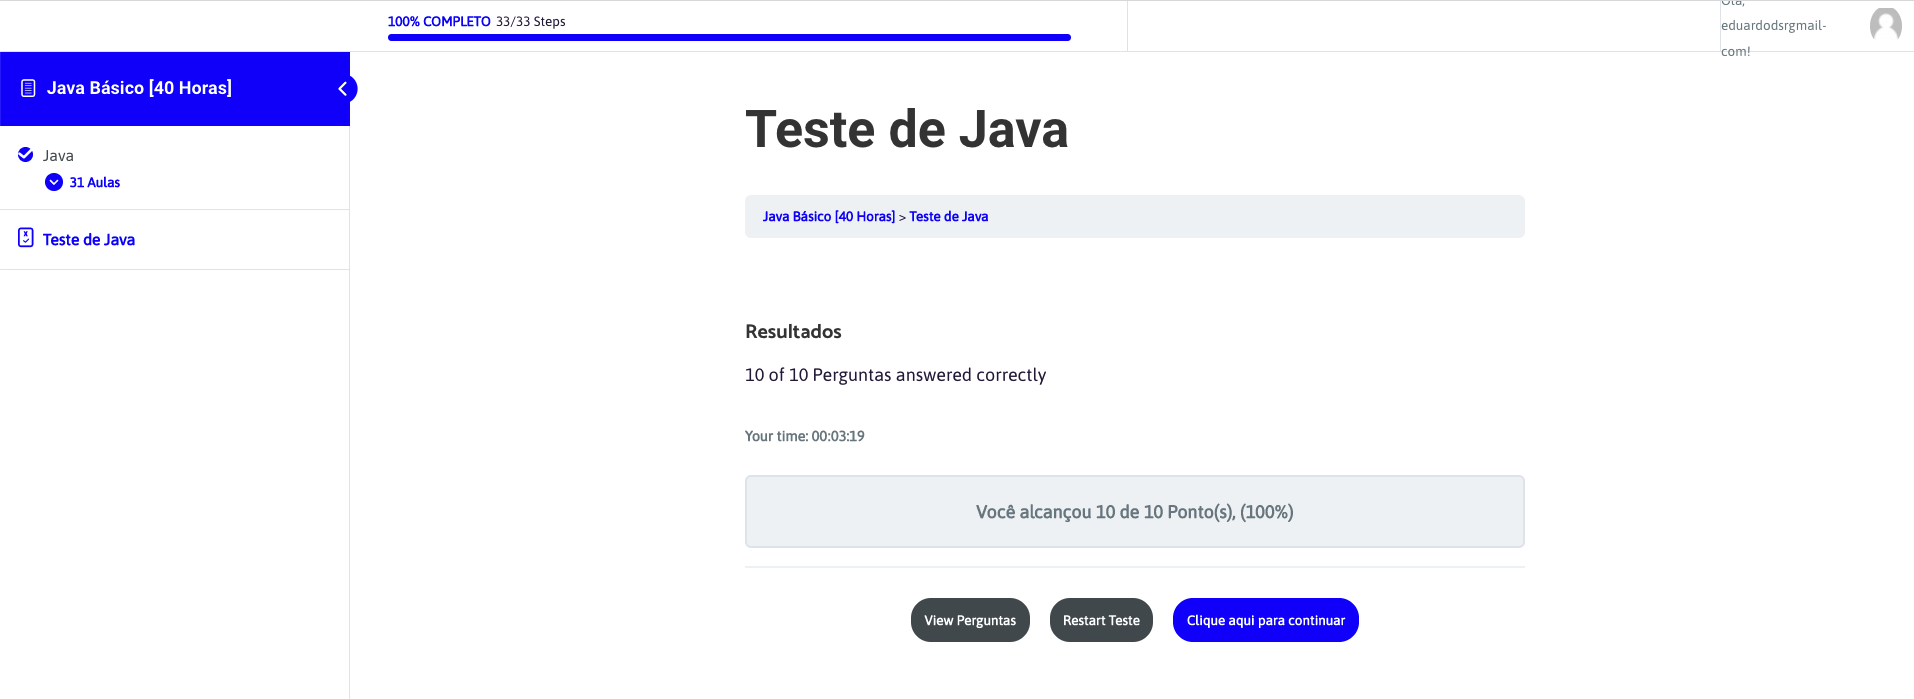 100% COMPLETO 33/33 Steps
Olá,
eduardodsrgmail-
com!
Java Básico [40 Horas]
Java
31 Aulas
Teste de Java
Teste de Java
Java Básico [40 Horas] > Teste de Java
Resultados
10 of 10 Perguntas answered correctly
Your time: 00:03:19
Você alcançou 10 de 10 Ponto(s), (100%)
View Perguntas
Restart Teste
Clique aqui para continuar